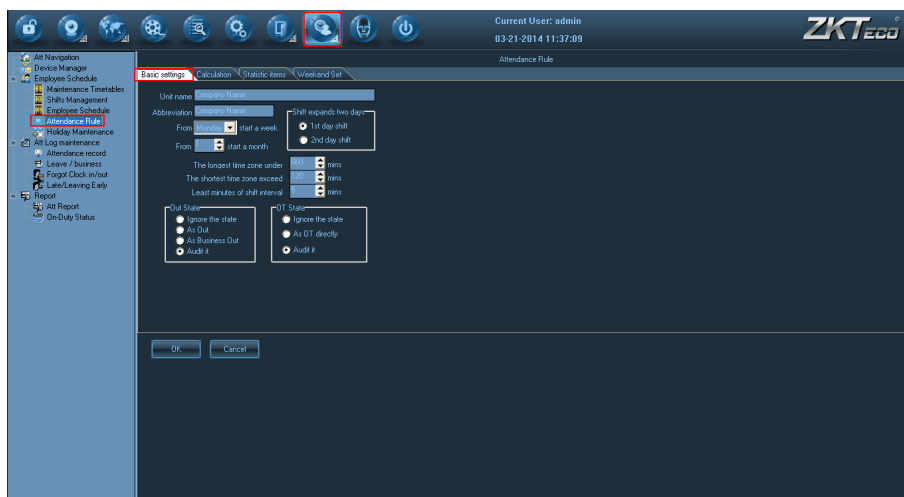 Current User: admin
03-21-2014 11:37:09
ZKTeco
Att Navigation
Device Manager
Employee Schedule
Maintenance Timetables
Shifts Management
Employee Schedule
Attendance Rule
Holiday Maintenance
Att Log maintenance
Attendance record
Leave / business
Forgot Clock in/out
Late/Leaving Early
Report
Att Report
On-Duty Status
Attendance Rule
Basic settings Calculation Statistic items Weekend Set
Unit name Company Name
Abbreviation Company Name
Shift expands two days
From Monday start a week
1st day shift
2nd day shift
From 1 start a month
The longest time zone under 660 mins
The shortest time zone exceed 120 mins
Least minutes of shift interval 5 mins
Out State
Ignore the state
As Out
As Business Out
Audit it
OT State
Ignore the state
As OT directly
Audit it
OK Cancel